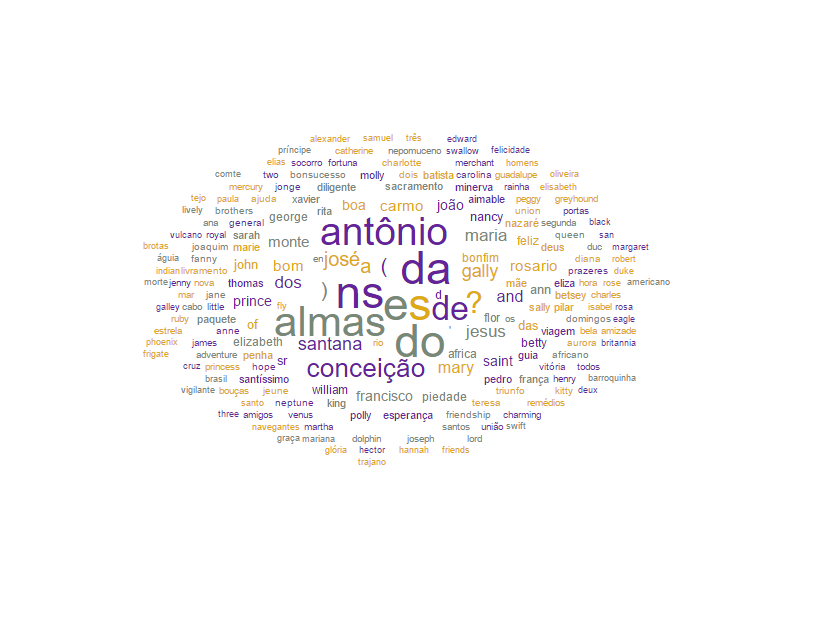 alexander samuel três edward
príncipe catherine nepomuceno swallow felicidade
elias socorro fortuna charlotte merchant homens
comte two bonsucesso molly dois batista carolina guadalupe oliveira
mercury jonge diligente sacramento minerva rainha elisabeth
tejo paula ajuda xavier boa carmo joão aimable peggy greyhound
lively brothers george rita antônio nancy union portas
aria general nazaré segunda black
vulcano royal sarah monte maria feliz queen san
brotas joaquim marie deus duc margaret
águia fanny en josé a ( da bonfim diana robert
indian livramento john bom gally rosario prazeres duke
morte jenny nova thomas dos ns d mãe eliza hora rose americano
mar jane ) e s de ? and ann betsey charles
galley cabo little prince fly sally pilar isabel rosa
ruby paquete of almas flor os das domingos eagle
estrela anne do ' jesus viagem bela amizade
phoenix elizabeth santana rio betty aurora britannia
frigate adventure penha sr africa saint guia africano
cruz princess hope conceição mary vitória todos
brasil santíssimo pedro frança henry barroquinha
vigilante bouças jeune william francisco piedade triunfo kitty deux
santo neptune king teresa remédios
three amigos venus polly esperança friendship charming
navegantes martha santos união swift
graça mariana dolphin joseph lord
glória hector hannah friends
trajano